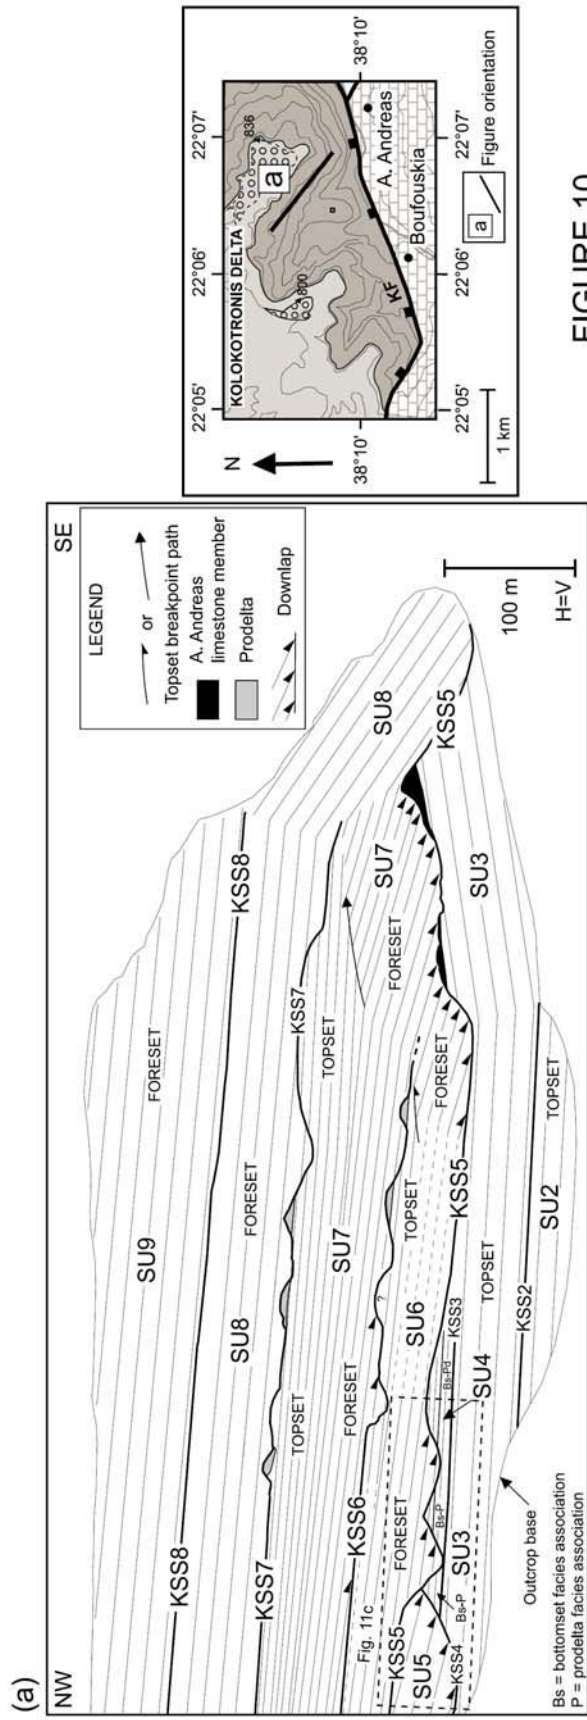 (a)
NW
SE
LEGEND
or
Topset breakpoint path
A. Andreas
limestone member
Prodelta
Downlap
SU9
FORESET
KSS8
KSS8
SU8
FORESET
SU8
KSS7
KSS7
TOPSET
TOPSET
SU7
SU7
FORESET
FORESET
KSS6
?
TOPSET
FORESET
SU6
Fig. 11c
FORESET
KSS5
KSS5
KSS5
SU5
Bs-P
Bs-P
Bs-Pd
KSS3
KSS4
SU4
SU3
SU3
TOPSET
KSS2
SU2
TOPSET
Outcrop base
100 m
H=V
Bs = bottomset facies association
P = prodelta facies association
N
22°05'
22°06'
22°07'
KOLOKOTRONIS DELTA
836
800
a
38°10'
38°10'
KF
A. Andreas
Boufouskia
22°05'
22°06'
22°07'
1 km
a
Figure orientation
FIGURE 10